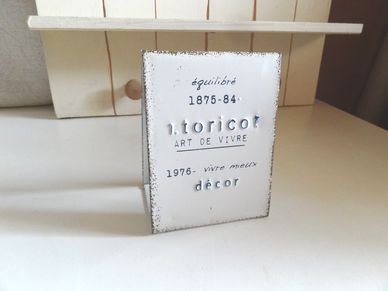 équilibré
1875-84-
1.toricot
ART DE VIVRE
1976- vivre mieux
décor